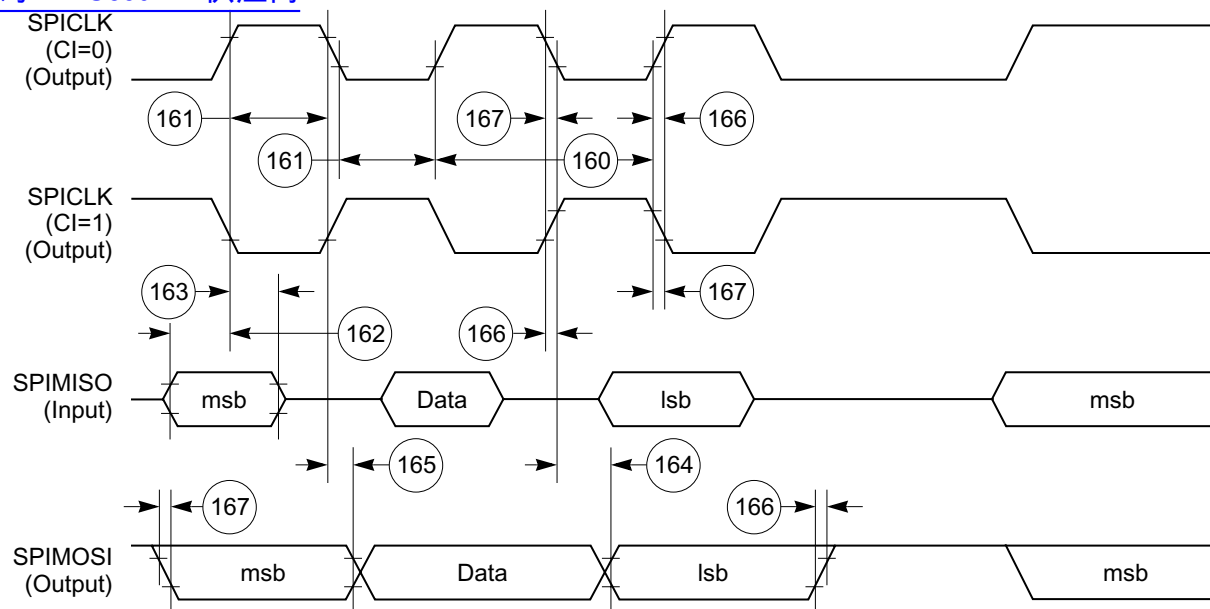 SPICLK
(CI=0)
(Output)
161
167
166
161
160
SPICLK
(CI=1)
(Output)
163
167
162
166
SPIMISO
(Input)
msb
Data
lsb
msb
165
164
167
166
SPIMOSI
(Output)
msb
Data
lsb
msb